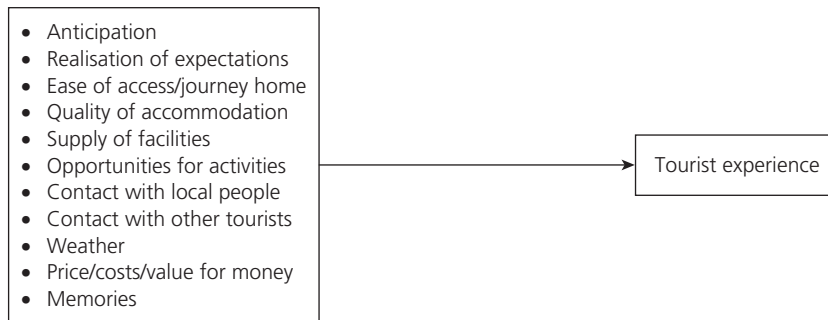 • Anticipation
• Realisation of expectations
• Ease of access/journey home
• Quality of accommodation
• Supply of facilities
• Opportunities for activities
• Contact with local people
• Contact with other tourists
• Weather
• Price/costs/value for money
• Memories
Tourist experience